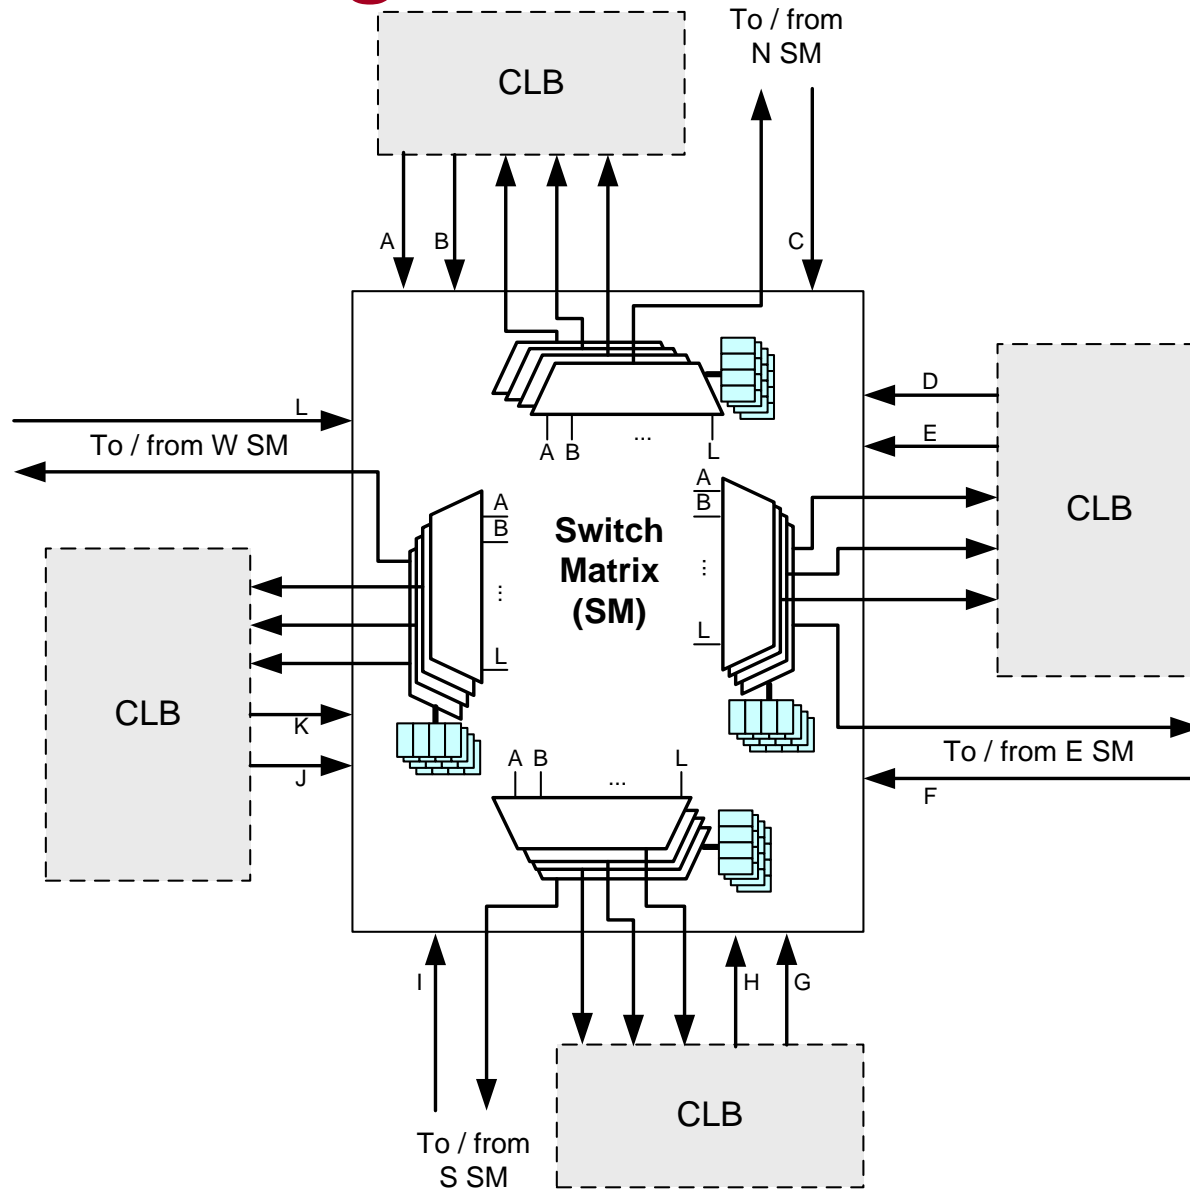 To / from
N SM
CLB
A
B
C
L
To / from W SM
D
E
A B ... L
A
B
...
L
Switch
Matrix
(SM)
A
B
...
L
CLB
CLB
K
J
To / from E SM
F
A B ... L
I
H
G
CLB
To / from
S SM